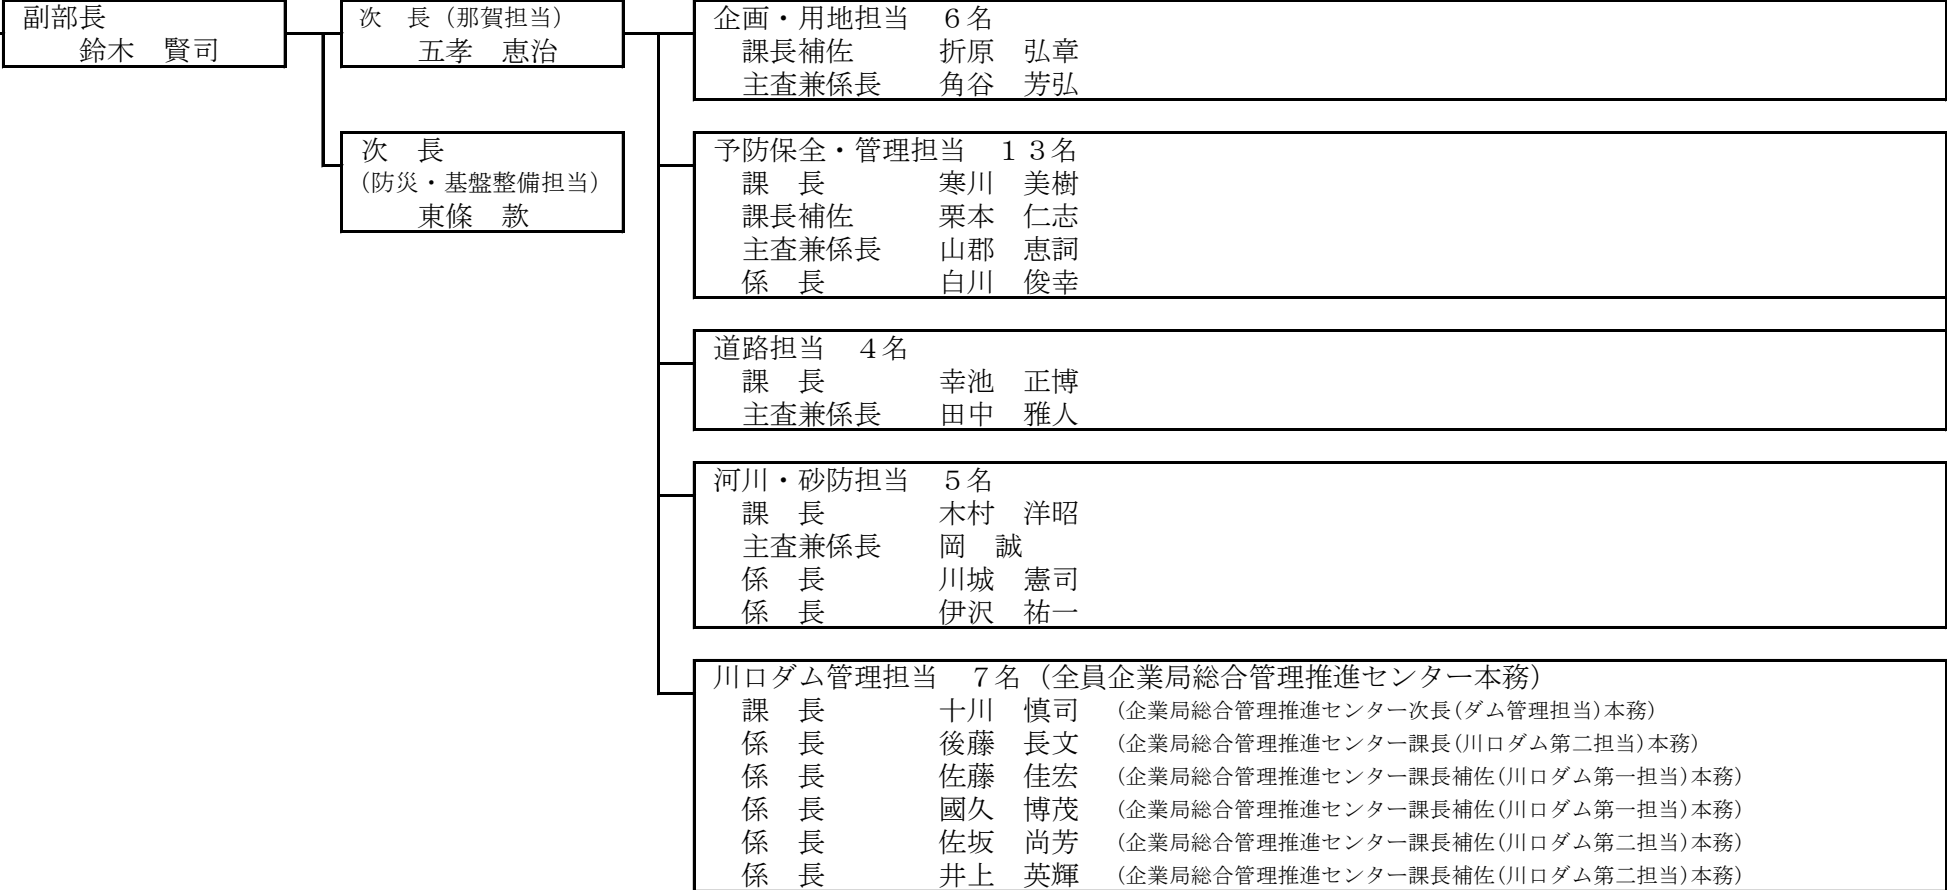 副部長
鈴木　賢司
次　長（那賀担当）
五孝　恵治
次　長
（防災・基盤整備担当）
東條　款
企画・用地担当　６名
課長補佐　折原　弘章
主査兼係長　角谷　芳弘
予防保全・管理担当　１３名
課　長　寒川　美樹
課長補佐　栗本　仁志
主査兼係長　山郡　恵詞
係　長　白川　俊幸
道路担当　４名
課　長　幸池　正博
主査兼係長　田中　雅人
河川・砂防担当　５名
課　長　木村　洋昭
主査兼係長　岡　誠
係　長　川城　憲司
係　長　伊沢　祐一
川口ダム管理担当　７名（全員企業局総合管理推進センター本務）
課　長　十川　慎司　(企業局総合管理推進センター次長(ダム管理担当)本務)
係　長　後藤　長文　(企業局総合管理推進センター課長(川口ダム第二担当)本務)
係　長　佐藤　佳宏　(企業局総合管理推進センター課長補佐(川口ダム第一担当)本務)
係　長　國久　博茂　(企業局総合管理推進センター課長補佐(川口ダム第一担当)本務)
係　長　佐坂　尚芳　(企業局総合管理推進センター課長補佐(川口ダム第二担当)本務)
係　長　井上　英輝　(企業局総合管理推進センター課長補佐(川口ダム第二担当)本務)